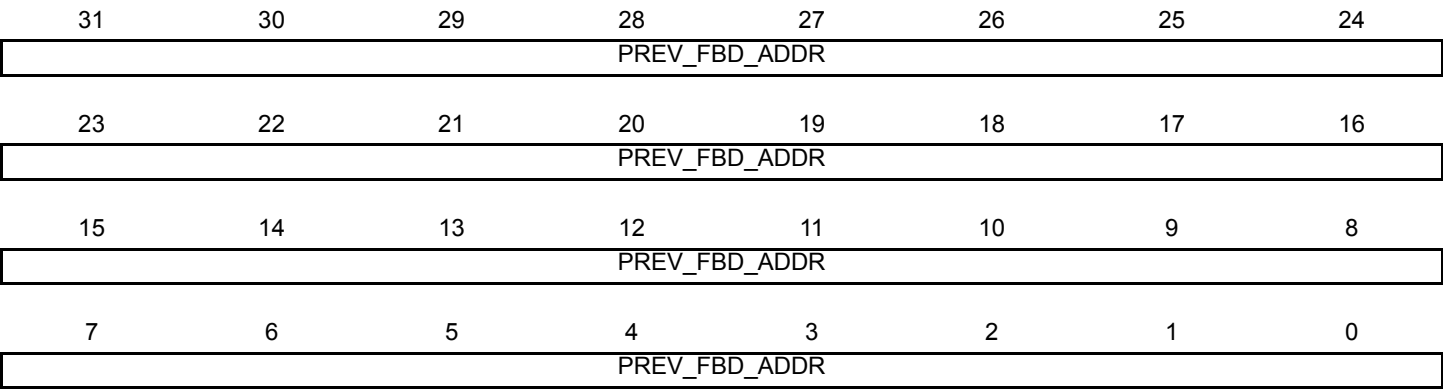 31 30 29 28 27 26 25 24
PREV_FBD_ADDR
23 22 21 20 19 18 17 16
PREV_FBD_ADDR
15 14 13 12 11 10 9 8
PREV_FBD_ADDR
7 6 5 4 3 2 1 0
PREV_FBD_ADDR